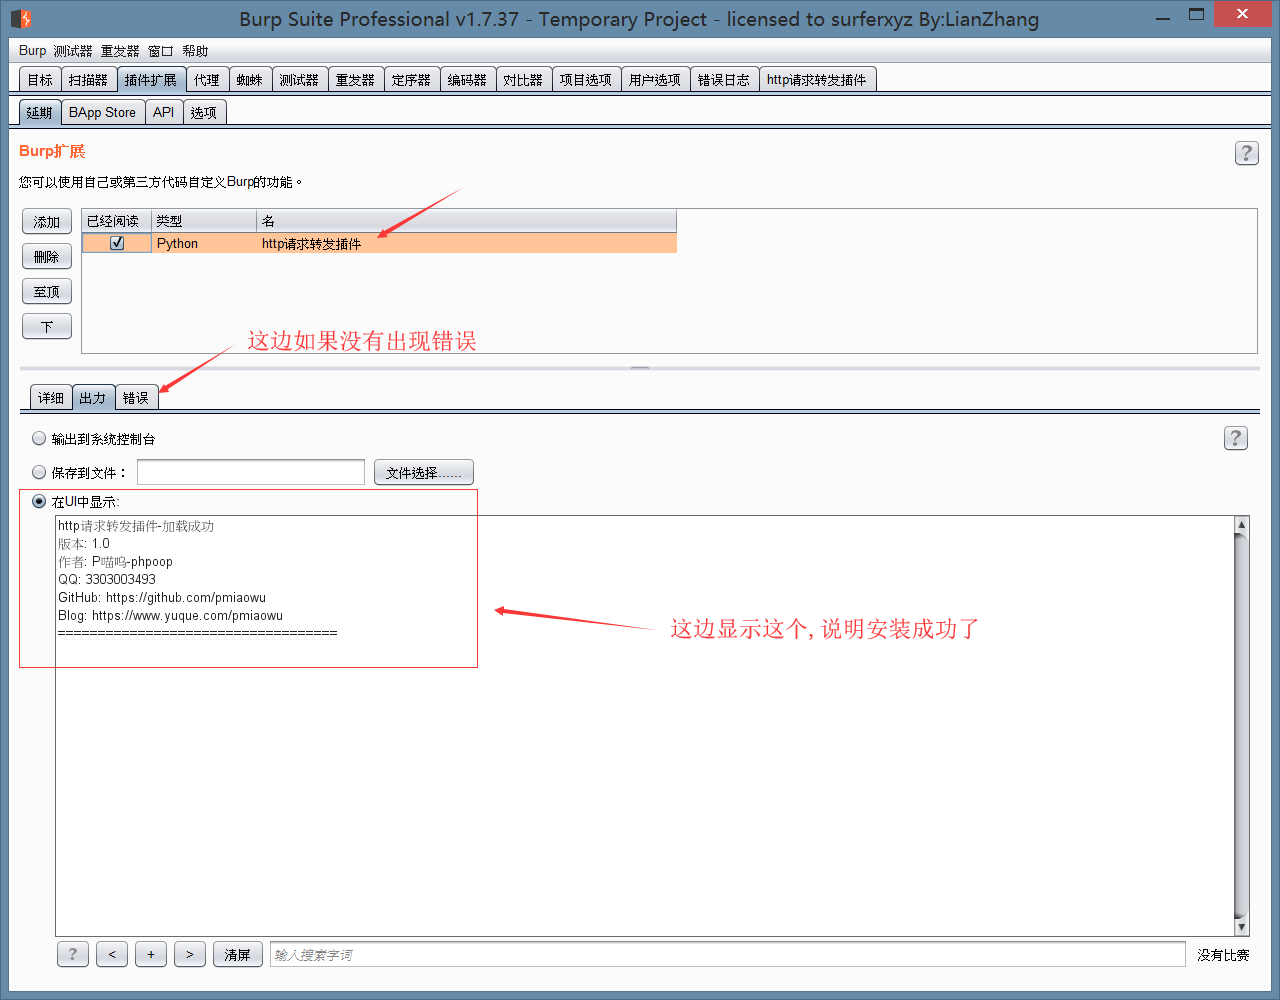 Burp Suite Professional v1.7.37 - Temporary Project - licensed to surferxyz By:LianZhang
Burp 测试器 重发器 窗口 帮助
目标 扫描器 插件扩展 代理 蜘蛛 测试器 重发器 定序器 编码器 对比器 项目选项 用户选项 错误日志 http请求转发插件
延期 BApp Store API 选项
Burp扩展
?
您可以使用自己或第三方代码自定义Burp的功能。
添加 已经阅读 类型 名
Python http请求转发插件
删除
至顶
下
这边如果没有出现错误
详细 出力 错误
输出到系统控制台
?
保存到文件： 文件选择......
在UI中显示:
http请求转发插件-加载成功
版本: 1.0
作者: P喵呜-phpoop
QQ: 3303003493
GitHub: https://github.com/pmiaowu
Blog: https://www.yuque.com/pmiaowu
===================================
这边显示这个, 说明安装成功了
? < + > 清屏 输入搜索字词 没有比赛